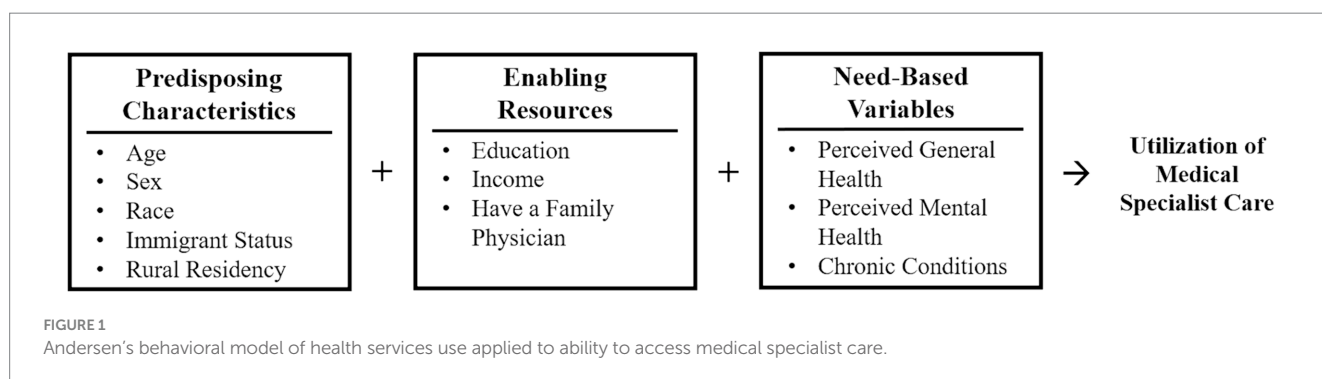 Predisposing
Characteristics
• Age
• Sex
• Race
• Immigrant Status
• Rural Residency
+
Enabling
Resources
• Education
• Income
• Have a Family
Physician
+
Need-Based
Variables
• Perceived General
Health
• Perceived Mental
Health
• Chronic Conditions
→
Utilization of
Medical
Specialist Care
FIGURE 1
Andersen's behavioral model of health services use applied to ability to access medical specialist care.